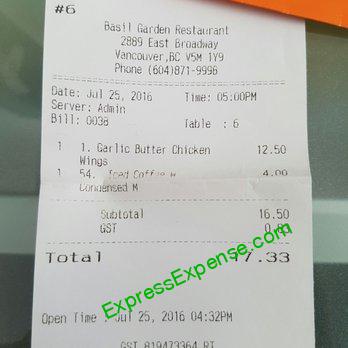 #6
Basil Garden Restaurant
2889 East Broadway
Vancouver,BC V5M 1Y9
Phone (604)871-9996
Date: Jul 25, 2016 Time: 05:00PM
Server: Admin
Bill: 0038 Table : 6
1 1. Garlic Butter Chicken 12.50
Wings
1 54. Iced Coffee W 4.00
Condensed M
Subtotal 16.50
GST 0.83
Total 17.33
ExpressExpense.com
Open Time : Jul 25, 2016 04:32PM
GST 819473364 RT